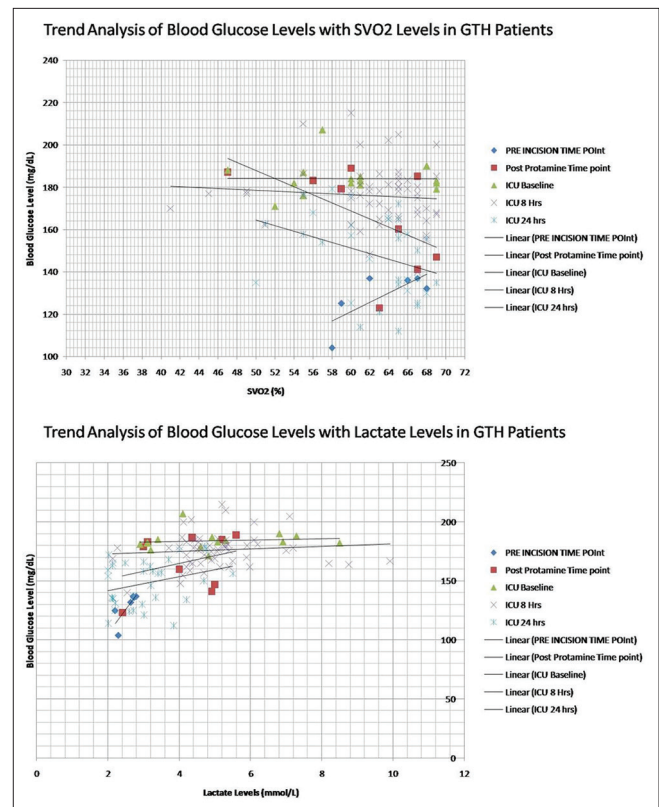 Trend Analysis of Blood Glucose Levels with SVO2 Levels in GTH Patients
240
220
200
180
160
140
120
100
Blood Glucose Level (mg/dL)
30 32 34 36 38 40 42 44 46 48 50 52 54 56 58 60 62 64 66 68 70 72
SVO2 (%)
PRE INCISION TIME POInt
Post Protamine Time point
ICU Baseline
ICU 8 Hrs
ICU 24 hrs
Linear (PRE INCISION TIME POInt)
Linear (Post Protamine Time point)
Linear (ICU Baseline)
Linear (ICU 8 Hrs)
Linear (ICU 24 hrs)
Trend Analysis of Blood Glucose Levels with Lactate Levels in GTH Patients
250
200
150
100
50
0
Blood Glucose Level (mg/dL)
0 2 4 6 8 10 12
Lactate Levels (mmol/L)
PRE INCISION TIME POInt
Post Protamine Time point
ICU Baseline
ICU 8 Hrs
ICU 24 hrs
Linear (PRE INCISION TIME POInt)
Linear (Post Protamine Time point)
Linear (ICU Baseline)
Linear (ICU 8 Hrs)
Linear (ICU 24 hrs)